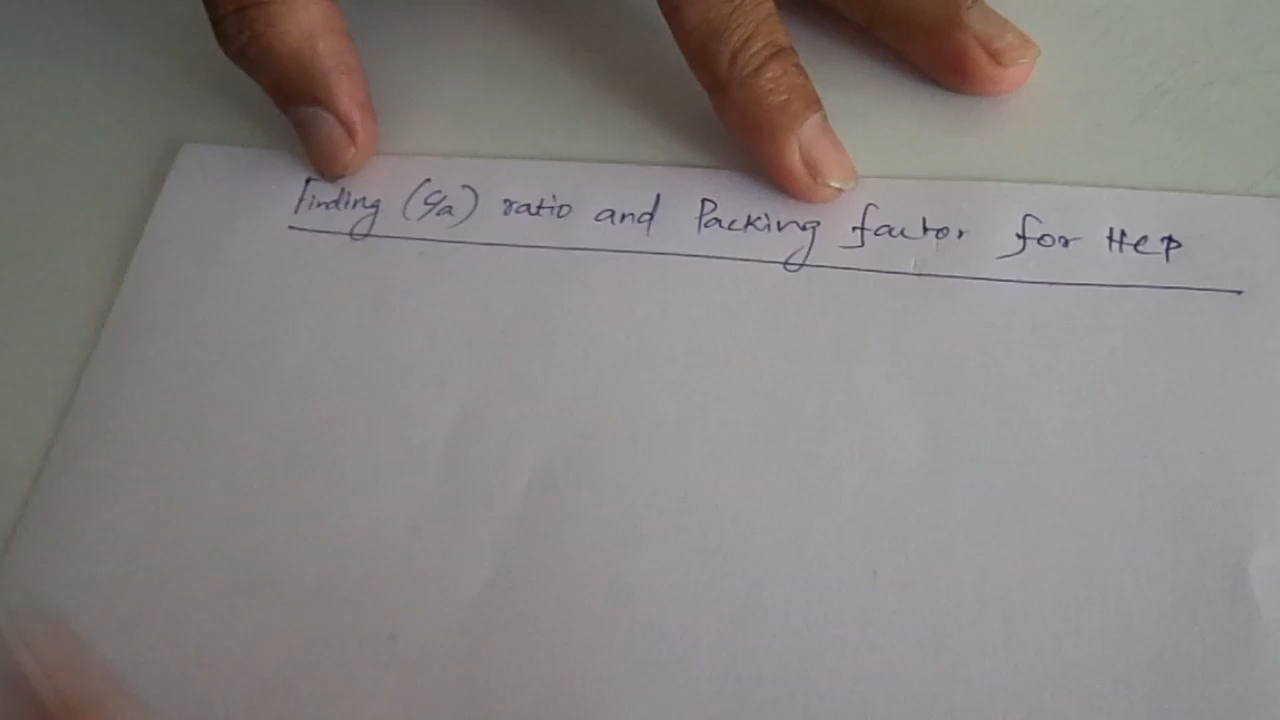 Finding (c/a) ratio and Packing factor for HCP